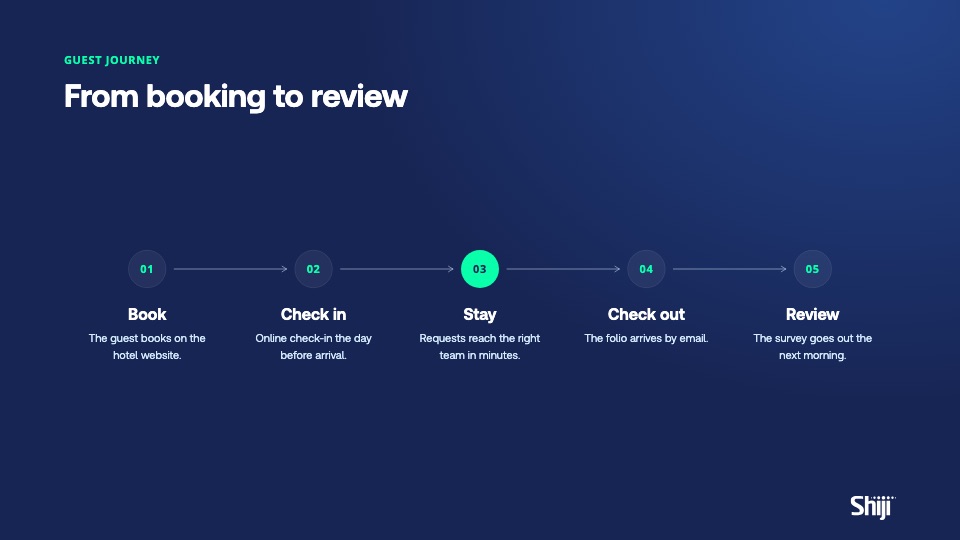 GUEST JOURNEY
From booking to review
01
02
03
04
05
Book
The guest books on the
hotel website.
Check in
Online check-in the day
before arrival.
Stay
Requests reach the right
team in minutes.
Check out
The folio arrives by email.
Review
The survey goes out the
next morning.
Shiji